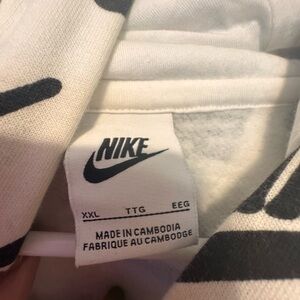 NIKE
XXL TTG EEG
MADE IN CAMBODIA
FABRIQUE AU CAMBODGE